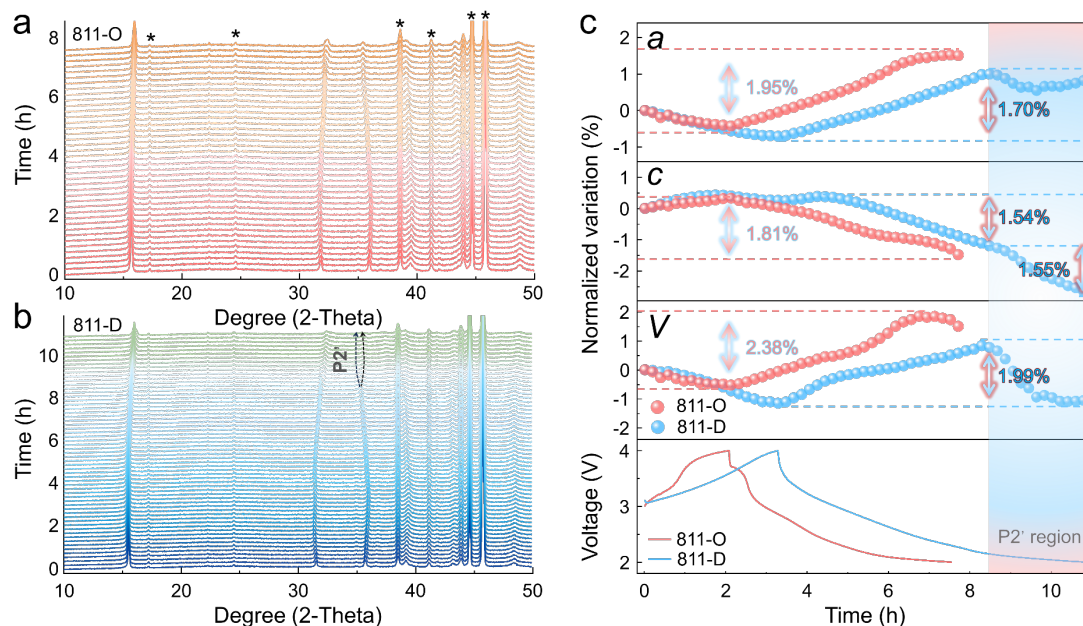 a
811-O
*
*
*
*
*
*
8
6
4
2
0
Time (h)
10
20
30
40
50
Degree (2-Theta)
b
811-D
P2'
10
8
6
4
2
0
Time (h)
10
20
30
40
50
Degree (2-Theta)
c
a
2
1
0
-1
1.95%
1.70%
c
1
0
-1
-2
1.81%
1.54%
1.55%
Normalized variation (%)
V
2
1
0
-1
-2
2.38%
1.99%
811-O
811-D
4
3
2
Voltage (V)
811-O
811-D
P2' region
0
2
4
6
8
10
Time (h)